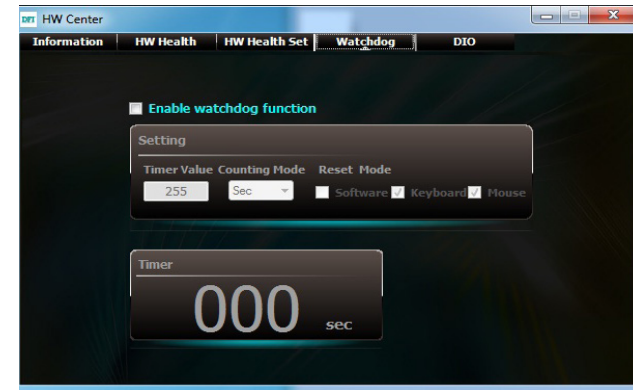 DFI HW Center
Information HW Health HW Health Set Watchdog DIO
Enable watchdog function
Setting
Timer Value Counting Mode Reset Mode
255 Sec Software Keyboard Mouse
Timer
000 sec